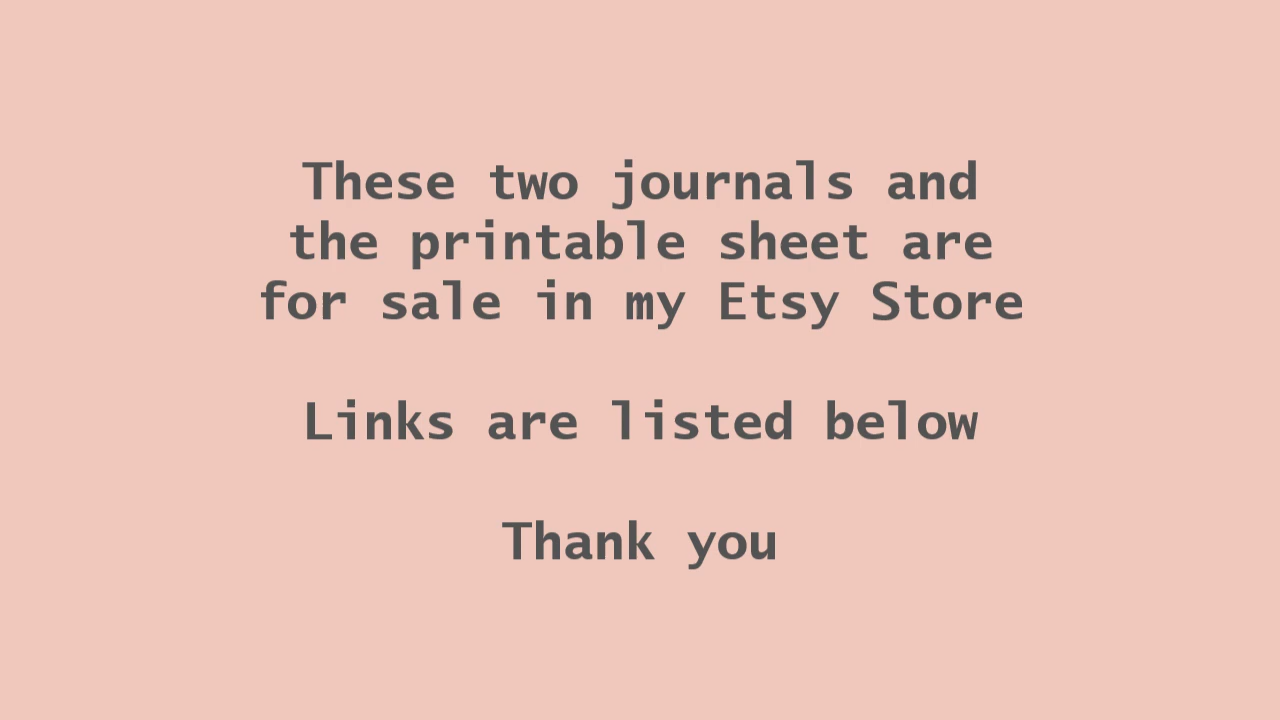 These two journals and
the printable sheet are
for sale in my Etsy Store
Links are listed below
Thank you